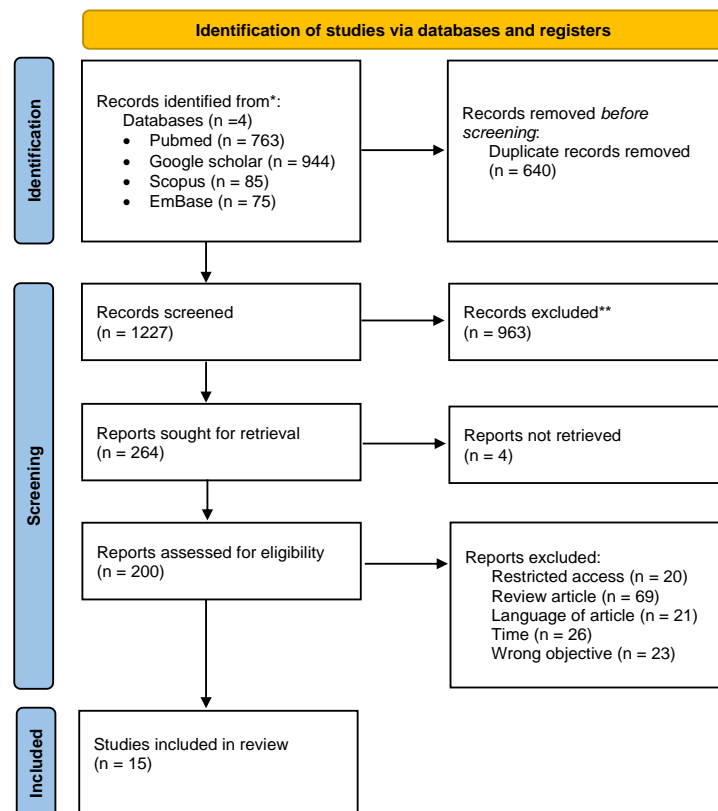 Identification of studies via databases and registers
Identification
Records identified from*:
Databases (n =4)
• Pubmed (n = 763)
• Google scholar (n = 944)
• Scopus (n = 85)
• EmBase (n = 75)
Records removed before
screening:
Duplicate records removed
(n = 640)
Screening
Records screened
(n = 1227)
Records excluded**
(n = 963)
Reports sought for retrieval
(n = 264)
Reports not retrieved
(n = 4)
Reports assessed for eligibility
(n = 200)
Reports excluded:
Restricted access (n = 20)
Review article (n = 69)
Language of article (n = 21)
Time (n = 26)
Wrong objective (n = 23)
Included
Studies included in review
(n = 15)